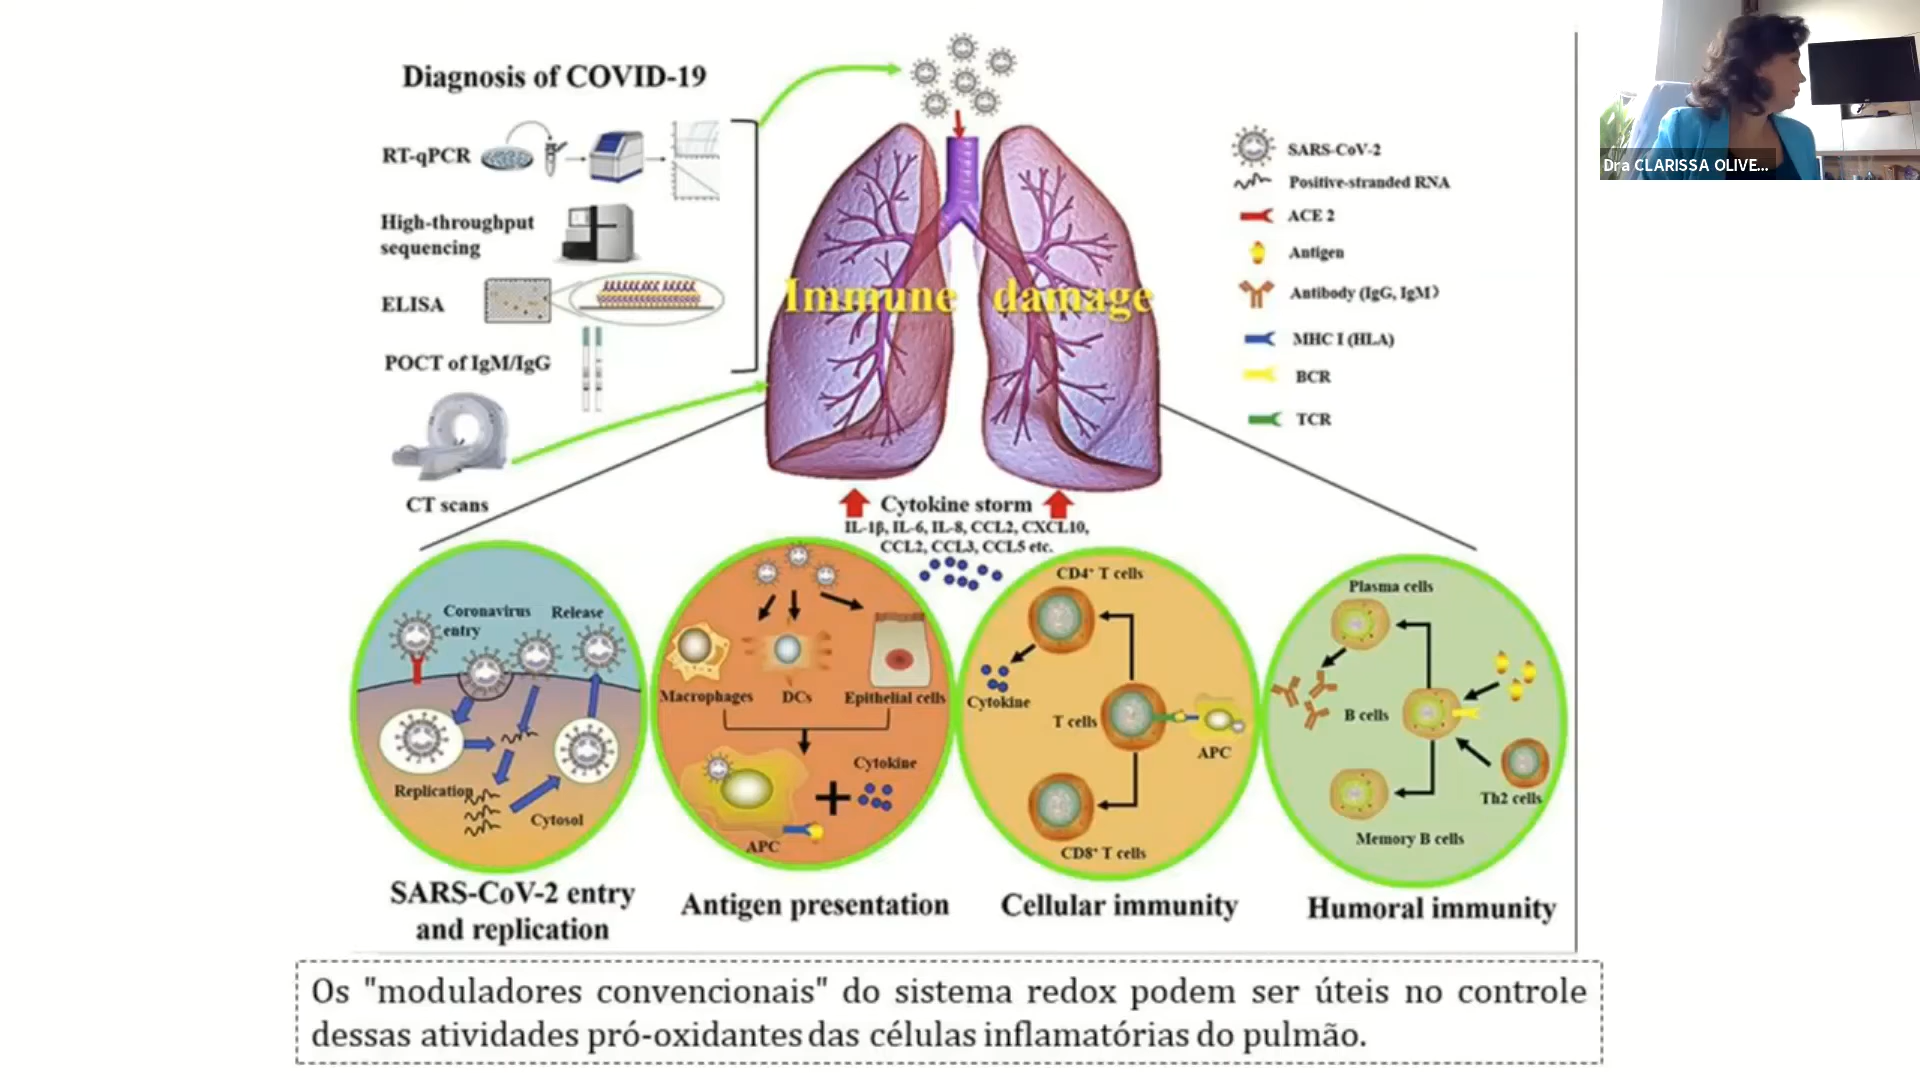 Diagnosis of COVID-19
RT-qPCR
High-throughput
sequencing
ELISA
POCT of IgM/IgG
CT scans
Immune damage
SARS-CoV-2
Positive-stranded RNA
ACE 2
Antigen
Antibody (IgG, IgM)
MHC I (HLA)
BCR
TCR
Dra CLARISSA OLIVE...
Cytokine storm
IL-1β, IL-6, IL-8, CCL2, CXCL10,
CCL2, CCL3, CCL5 etc.
Coronavirus
entry
Release
Replication
Cytosol
SARS-CoV-2 entry
and replication
Macrophages
DCs
Epithelial cells
Cytokine
APC
Antigen presentation
CD4⁺ T cells
Cytokine
T cells
APC
CD8⁺ T cells
Cellular immunity
Plasma cells
B cells
Th2 cells
Memory B cells
Humoral immunity
Os "moduladores convencionais" do sistema redox podem ser úteis no controle
dessas atividades pró-oxidantes das células inflamatórias do pulmão.